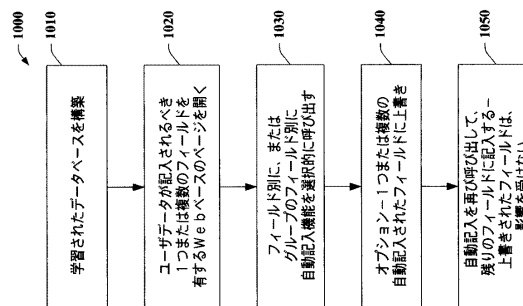 1000
1010
学習されたデータベースを構築
1020
ユーザデータが記入されるべき
1つまたは複数のフィールドを
有するWebベースのページを開く
1030
フィールド別に、または
グループのフィールド別に
自動記入機能を選択的に呼び出す
1040
オプション－1つまたは複数の
自動記入されたフィールドに上書き
1050
自動記入を再び呼び出して、
残りのフィールドに記入する－
上書きされたフィールドは、
影響を受けない